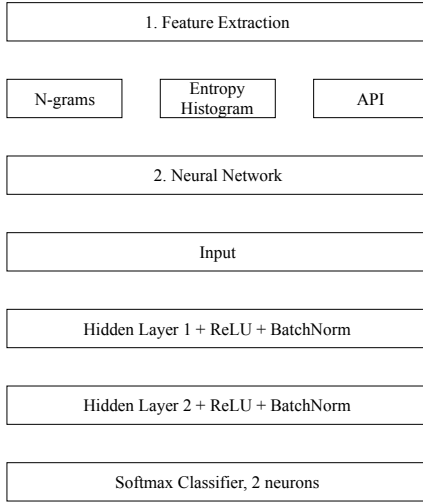 1. Feature Extraction
N-grams
Entropy
Histogram
API
2. Neural Network
Input
Hidden Layer 1 + ReLU + BatchNorm
Hidden Layer 2 + ReLU + BatchNorm
Softmax Classifier, 2 neurons